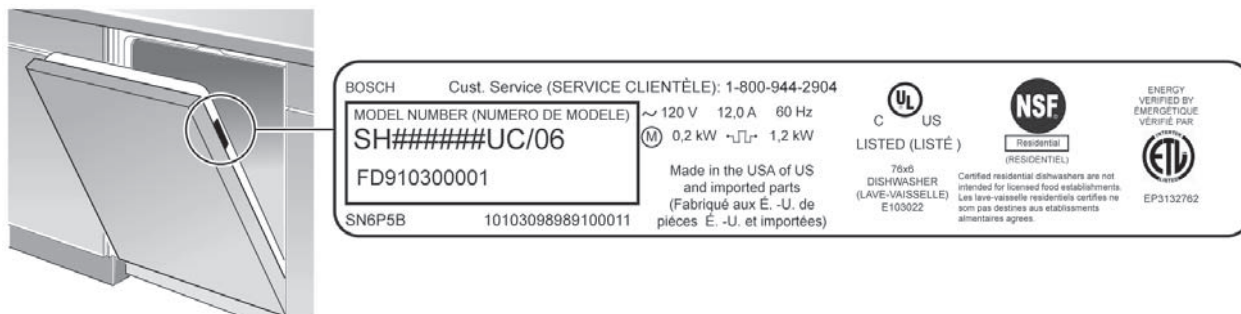 BOSCH
Cust. Service (SERVICE CLIENTÈLE): 1-800-944-2904
MODEL NUMBER (NUMERO DE MODELE)
SH######UC/06
FD910300001
SN6P5B
10103098989100011
~ 120 V 12,0 A 60 Hz
M 0,2 kW 1,2 kW
Made in the USA of US
and imported parts
(Fabriqué aux É. -U. de
pièces É. -U. et importées)
UL
C US
LISTED (LISTÉ )
76x6
DISHWASHER
(LAVE-VAISSELLE)
E103022
NSF
Residential
(RESIDENTIEL)
Certified residential dishwashers are not
intended for licensed food establishments.
Les lave-vaisselle residentiels certifies ne
som pas destines aus etablissments
alimentaires agrees.
ENERGY
VERIFIED BY
ÉMERGÉTIQUE
VÉRIFIÉ PAR
INTERTEK
ETL
LISTED
EP3132762